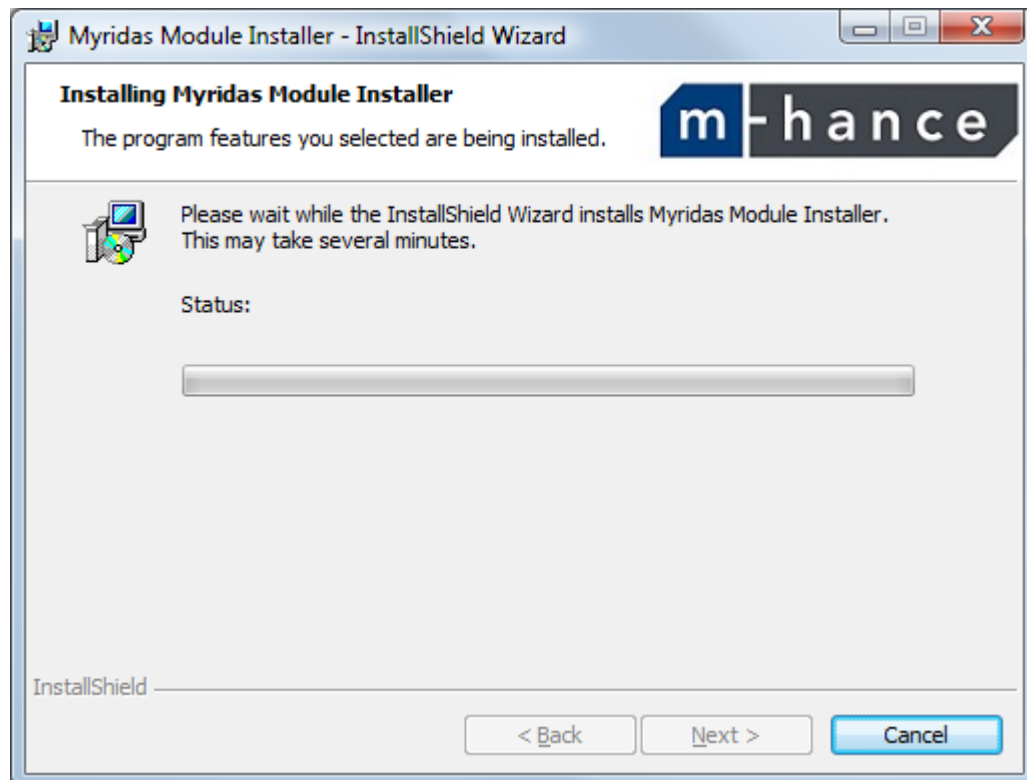 Myridas Module Installer - InstallShield Wizard
Installing Myridas Module Installer
The program features you selected are being installed.
m-hance
Please wait while the InstallShield Wizard installs Myridas Module Installer.
This may take several minutes.
Status:
InstallShield
< Back Next > Cancel